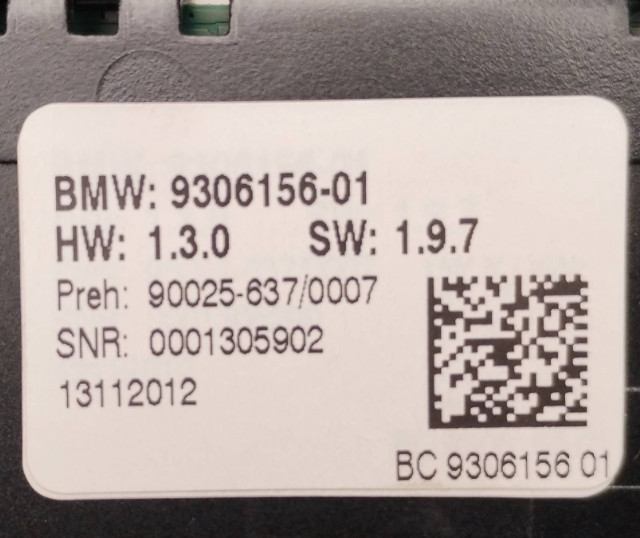 BMW: 9306156-01
HW: 1.3.0 SW: 1.9.7
Preh: 90025-637/0007
SNR: 0001305902
13112012
BC 9306156 01